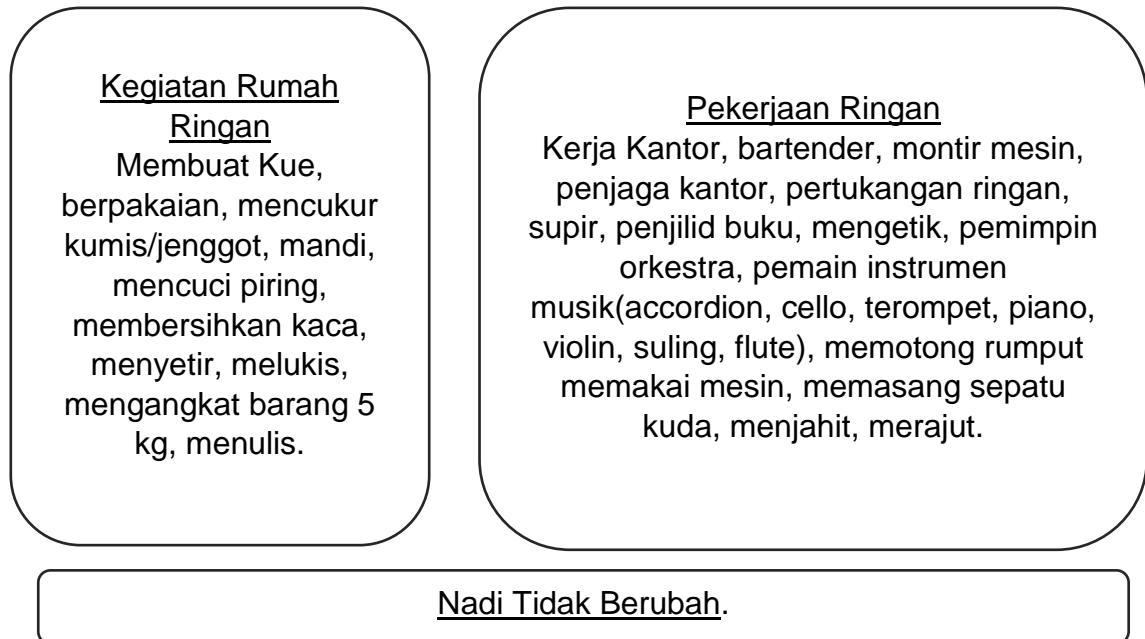 Kegiatan Rumah
Ringan
Membuat Kue,
berpakaian, mencukur
kumis/jenggot, mandi,
mencuci piring,
membersihkan kaca,
menyetir, melukis,
mengangkat barang 5
kg, menulis.
Pekerjaan Ringan
Kerja Kantor, bartender, montir mesin,
penjaga kantor, pertukangan ringan,
supir, penjilid buku, mengetik, pemimpin
orkestra, pemain instrumen
musik(accordion, cello, terompet, piano,
violin, suling, flute), memotong rumput
memakai mesin, memasang sepatu
kuda, menjahit, merajut.
Nadi Tidak Berubah.